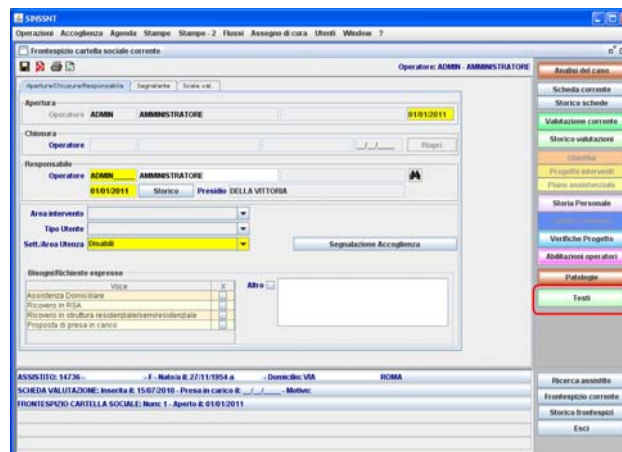 SINSSNT
Operazioni Accoglienza Agenda Stampe Stampe - 2 Flussi Assegno di cura Utenti Window ?
Frontespizio cartella sociale corrente
Operatore: ADMIN - AMMINISTRATORE
Apertura/Chiusura/Responsabile Segnalante Scale val.
Apertura
Operatore ADMIN AMMINISTRATORE 01/01/2011
Chiusura
Operatore __/__/____ Riapri
Responsabile
Operatore ADMIN AMMINISTRATORE
01/01/2011 Storico Presidio DELLA VITTORIA
Area intervento
Tipo Utente
Sett./Area Utenza Disabili Segnalazione Accoglienza
Bisogni/Richieste espresse
Voce X Altro
Assistenza Domiciliare
Ricovero in RSA
Ricovero in struttura residenziale/semiresidenziale
Proposta di presa in carico
Analisi del caso
Scheda corrente
Storico schede
Valutazione corrente
Storico valutazioni
Obiettivi
Progetto interventi
Piano assistenziale
Storia Personale
Verifiche Progetto
Abilitazioni operatori
Patologie
Testi
ASSISTITO: 14736 - - F - Nato/a il: 27/11/1954 a - Domicilio: VIA ROMA
SCHEDA VALUTAZIONE: Inserita il: 15/07/2010 - Presa in carico il: __/__/____ - Motivo:
FRONTESPIZIO CARTELLA SOCIALE: Num: 1 - Aperto il: 01/01/2011
Ricerca assistito
Frontespizio corrente
Storico frontespizi
Esci